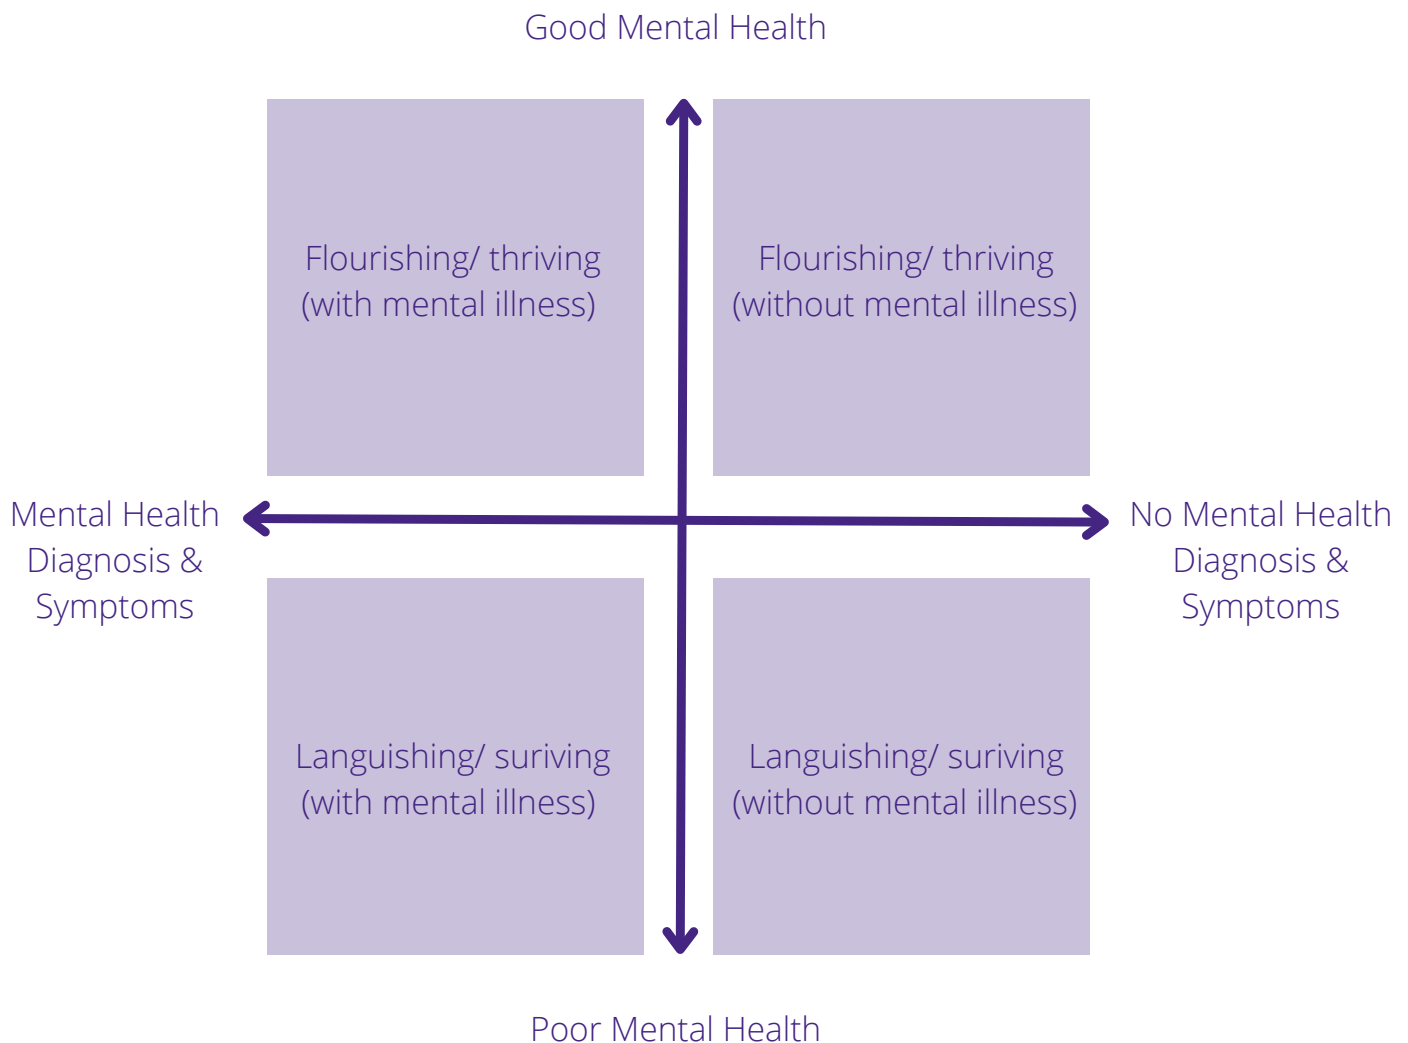 Good Mental Health
Flourishing/ thriving
(with mental illness)
Flourishing/ thriving
(without mental illness)
Mental Health
Diagnosis &
Symptoms
No Mental Health
Diagnosis &
Symptoms
Languishing/ suriving
(with mental illness)
Languishing/ suriving
(without mental illness)
Poor Mental Health